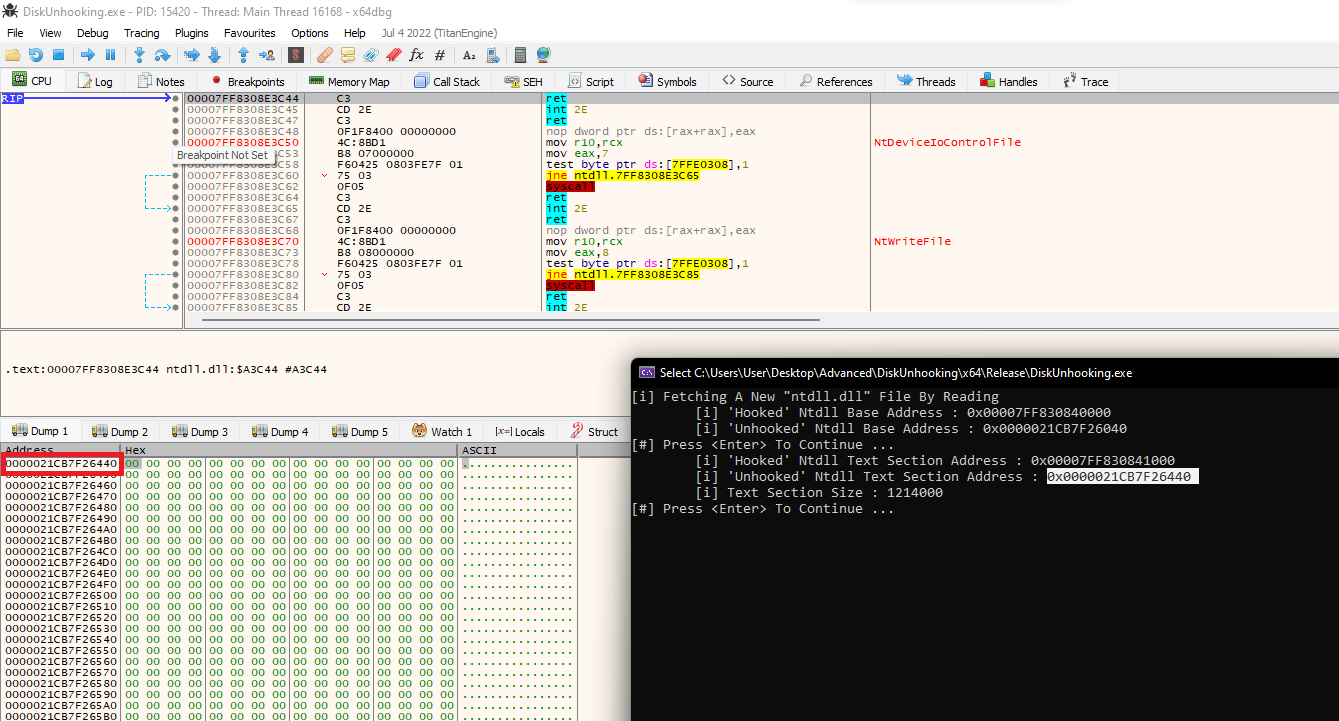 DiskUnhooking.exe - PID: 15420 - Thread: Main Thread 16168 - x64dbg
File View Debug Tracing Plugins Favourites Options Help Jul 4 2022 (TitanEngine)
CPU Log Notes Breakpoints Memory Map Call Stack SEH Script Symbols Source References Threads Handles Trace
RIP 00007FF8308E3C44 C3 ret
00007FF8308E3C45 CD 2E int 2E
00007FF8308E3C47 C3 ret
00007FF8308E3C48 0F1F8400 00000000 nop dword ptr ds:[rax+rax],eax
00007FF8308E3C50 4C:8BD1 mov r10,rcx NtDeviceIoControlFile
Breakpoint Not Set 3C53 B8 07000000 mov eax,7
00007FF8308E3C58 F60425 0803FE7F 01 test byte ptr ds:[7FFE0308],1
00007FF8308E3C60 75 03 jne ntdll.7FF8308E3C65
00007FF8308E3C62 0F05 syscall
00007FF8308E3C64 C3 ret
00007FF8308E3C65 CD 2E int 2E
00007FF8308E3C67 C3 ret
00007FF8308E3C68 0F1F8400 00000000 nop dword ptr ds:[rax+rax],eax
00007FF8308E3C70 4C:8BD1 mov r10,rcx NtWriteFile
00007FF8308E3C73 B8 08000000 mov eax,8
00007FF8308E3C78 F60425 0803FE7F 01 test byte ptr ds:[7FFE0308],1
00007FF8308E3C80 75 03 jne ntdll.7FF8308E3C85
00007FF8308E3C82 0F05 syscall
00007FF8308E3C84 C3 ret
00007FF8308E3C85 CD 2E int 2E
.text:00007FF8308E3C44 ntdll.dll:$A3C44 #A3C44
Dump 1 Dump 2 Dump 3 Dump 4 Dump 5 Watch 1 [x=] Locals Struct
Address Hex ASCII
0000021CB7F26440 00 00 00 00 00 00 00 00 00 00 00 00 00 00 00 00 ................
00 00 00 00 00 00 00 00 00 00 00 00 00 00 00 00 ................
0000021CB7F26460 00 00 00 00 00 00 00 00 00 00 00 00 00 00 00 00 ................
0000021CB7F26470 00 00 00 00 00 00 00 00 00 00 00 00 00 00 00 00 ................
0000021CB7F26480 00 00 00 00 00 00 00 00 00 00 00 00 00 00 00 00 ................
0000021CB7F26490 00 00 00 00 00 00 00 00 00 00 00 00 00 00 00 00 ................
0000021CB7F264A0 00 00 00 00 00 00 00 00 00 00 00 00 00 00 00 00 ................
0000021CB7F264B0 00 00 00 00 00 00 00 00 00 00 00 00 00 00 00 00 ................
0000021CB7F264C0 00 00 00 00 00 00 00 00 00 00 00 00 00 00 00 00 ................
0000021CB7F264D0 00 00 00 00 00 00 00 00 00 00 00 00 00 00 00 00 ................
0000021CB7F264E0 00 00 00 00 00 00 00 00 00 00 00 00 00 00 00 00 ................
0000021CB7F264F0 00 00 00 00 00 00 00 00 00 00 00 00 00 00 00 00 ................
0000021CB7F26500 00 00 00 00 00 00 00 00 00 00 00 00 00 00 00 00 ................
0000021CB7F26510 00 00 00 00 00 00 00 00 00 00 00 00 00 00 00 00 ................
0000021CB7F26520 00 00 00 00 00 00 00 00 00 00 00 00 00 00 00 00 ................
0000021CB7F26530 00 00 00 00 00 00 00 00 00 00 00 00 00 00 00 00 ................
0000021CB7F26540 00 00 00 00 00 00 00 00 00 00 00 00 00 00 00 00 ................
0000021CB7F26550 00 00 00 00 00 00 00 00 00 00 00 00 00 00 00 00 ................
0000021CB7F26560 00 00 00 00 00 00 00 00 00 00 00 00 00 00 00 00 ................
0000021CB7F26570 00 00 00 00 00 00 00 00 00 00 00 00 00 00 00 00 ................
0000021CB7F26580 00 00 00 00 00 00 00 00 00 00 00 00 00 00 00 00 ................
0000021CB7F26590 00 00 00 00 00 00 00 00 00 00 00 00 00 00 00 00 ................
0000021CB7F265A0 00 00 00 00 00 00 00 00 00 00 00 00 00 00 00 00 ................
0000021CB7F265B0 00 00 00 00 00 00 00 00 00 00 00 00 00 00 00 00 ................
Select C:\Users\User\Desktop\Advanced\DiskUnhooking\x64\Release\DiskUnhooking.exe
[i] Fetching A New "ntdll.dll" File By Reading
[i] 'Hooked' Ntdll Base Address : 0x00007FF830840000
[i] 'Unhooked' Ntdll Base Address : 0x0000021CB7F26040
[#] Press <Enter> To Continue ...
[i] 'Hooked' Ntdll Text Section Address : 0x00007FF830841000
[i] 'Unhooked' Ntdll Text Section Address : 0x0000021CB7F26440
[i] Text Section Size : 1214000
[#] Press <Enter> To Continue ...